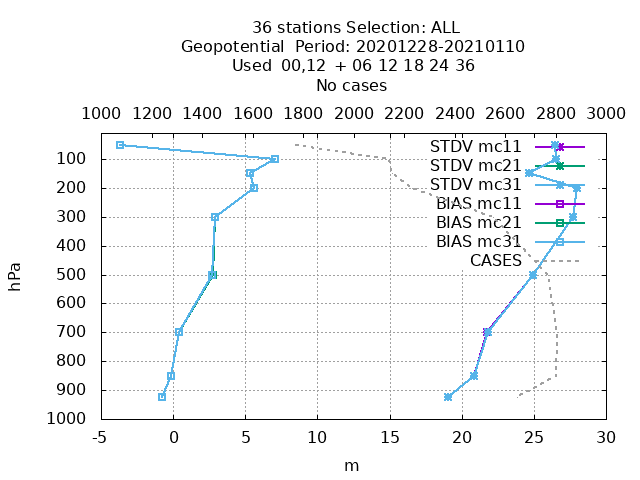 36 stations Selection: ALL
Geopotential  Period: 20201228-20210110
Used  00,12  + 06 12 18 24 36
No cases
1000 1200 1400 1600 1800 2000 2200 2400 2600 2800 3000
STDV mc11
STDV mc21
STDV mc31
BIAS mc11
BIAS mc21
BIAS mc31
CASES
100
200
300
400
500
600
700
800
900
1000
hPa
-5 0 5 10 15 20 25 30
m